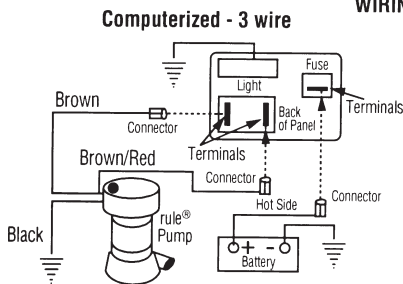 Computerized - 3 wire
WIRIN
Fuse
Light
Terminals
Brown
Connector
Back
of Panel
Terminals
Brown/Red
Connector
Hot Side
Connector
rule®
Pump
Black
+ -
Battery